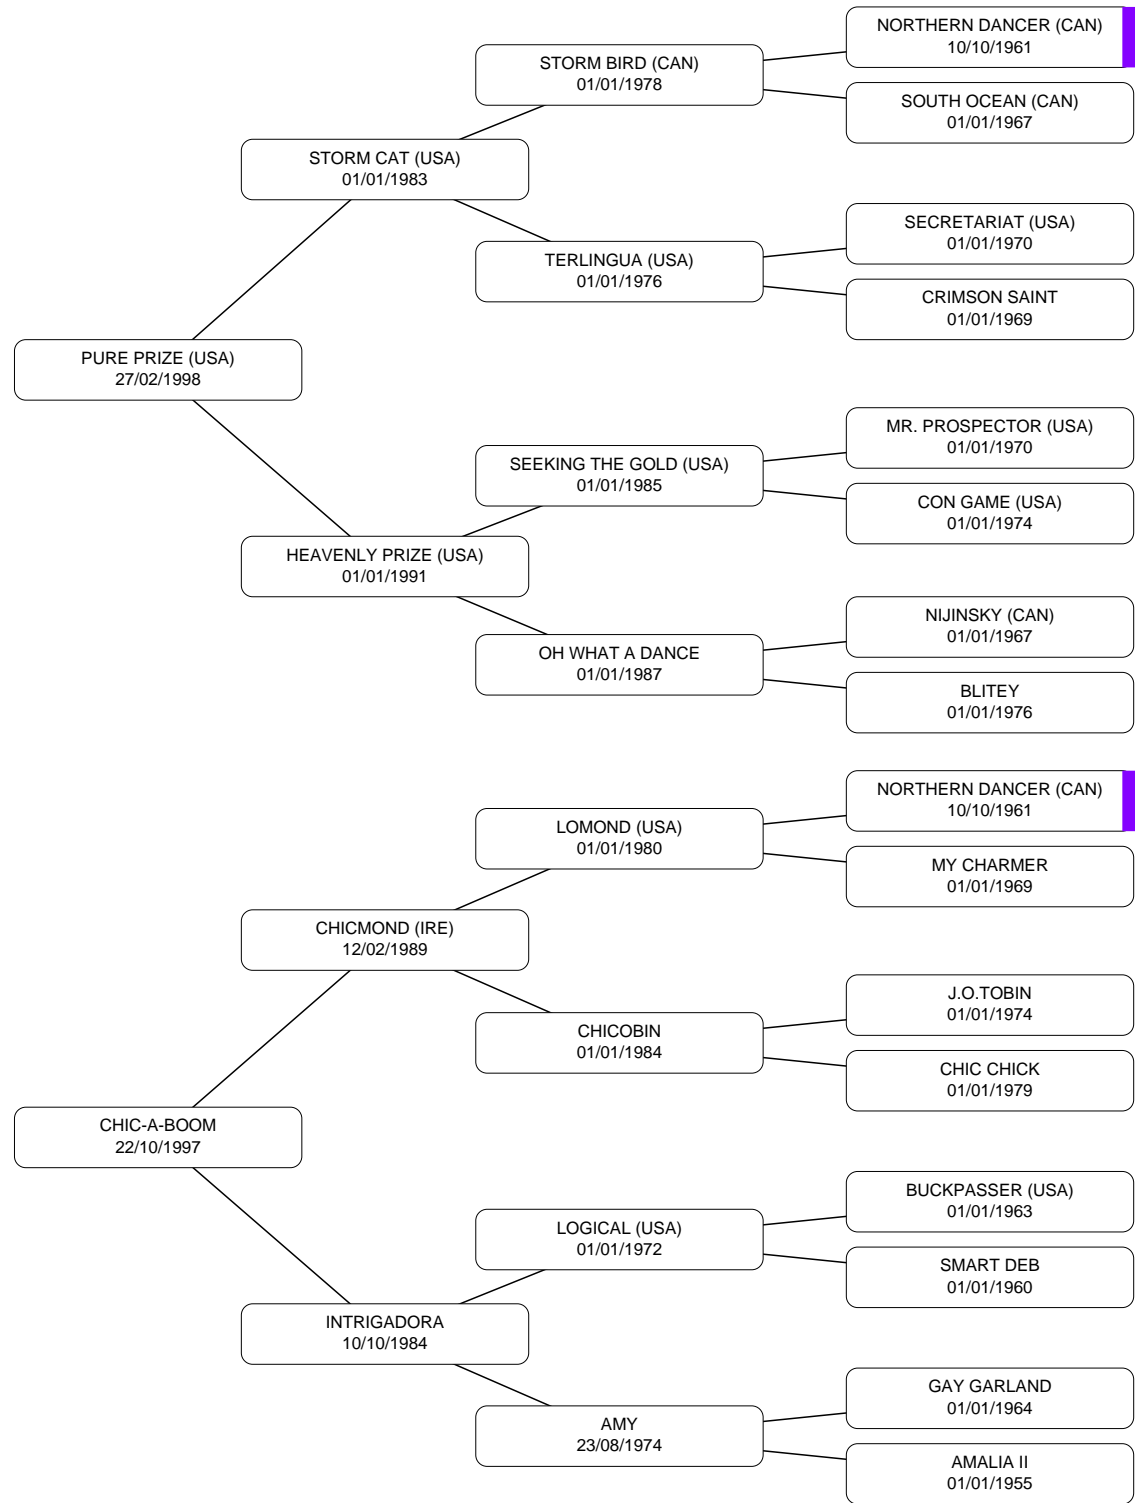 NORTHERN DANCER (CAN)
10/10/1961
STORM BIRD (CAN)
01/01/1978
SOUTH OCEAN (CAN)
01/01/1967
STORM CAT (USA)
01/01/1983
SECRETARIAT (USA)
01/01/1970
TERLINGUA (USA)
01/01/1976
CRIMSON SAINT
01/01/1969
PURE PRIZE (USA)
27/02/1998
MR. PROSPECTOR (USA)
01/01/1970
SEEKING THE GOLD (USA)
01/01/1985
CON GAME (USA)
01/01/1974
HEAVENLY PRIZE (USA)
01/01/1991
NIJINSKY (CAN)
01/01/1967
OH WHAT A DANCE
01/01/1987
BLITEY
01/01/1976
NORTHERN DANCER (CAN)
10/10/1961
LOMOND (USA)
01/01/1980
MY CHARMER
01/01/1969
CHICMOND (IRE)
12/02/1989
J.O.TOBIN
01/01/1974
CHICOBIN
01/01/1984
CHIC CHICK
01/01/1979
CHIC-A-BOOM
22/10/1997
BUCKPASSER (USA)
01/01/1963
LOGICAL (USA)
01/01/1972
SMART DEB
01/01/1960
INTRIGADORA
10/10/1984
GAY GARLAND
01/01/1964
AMY
23/08/1974
AMALIA II
01/01/1955